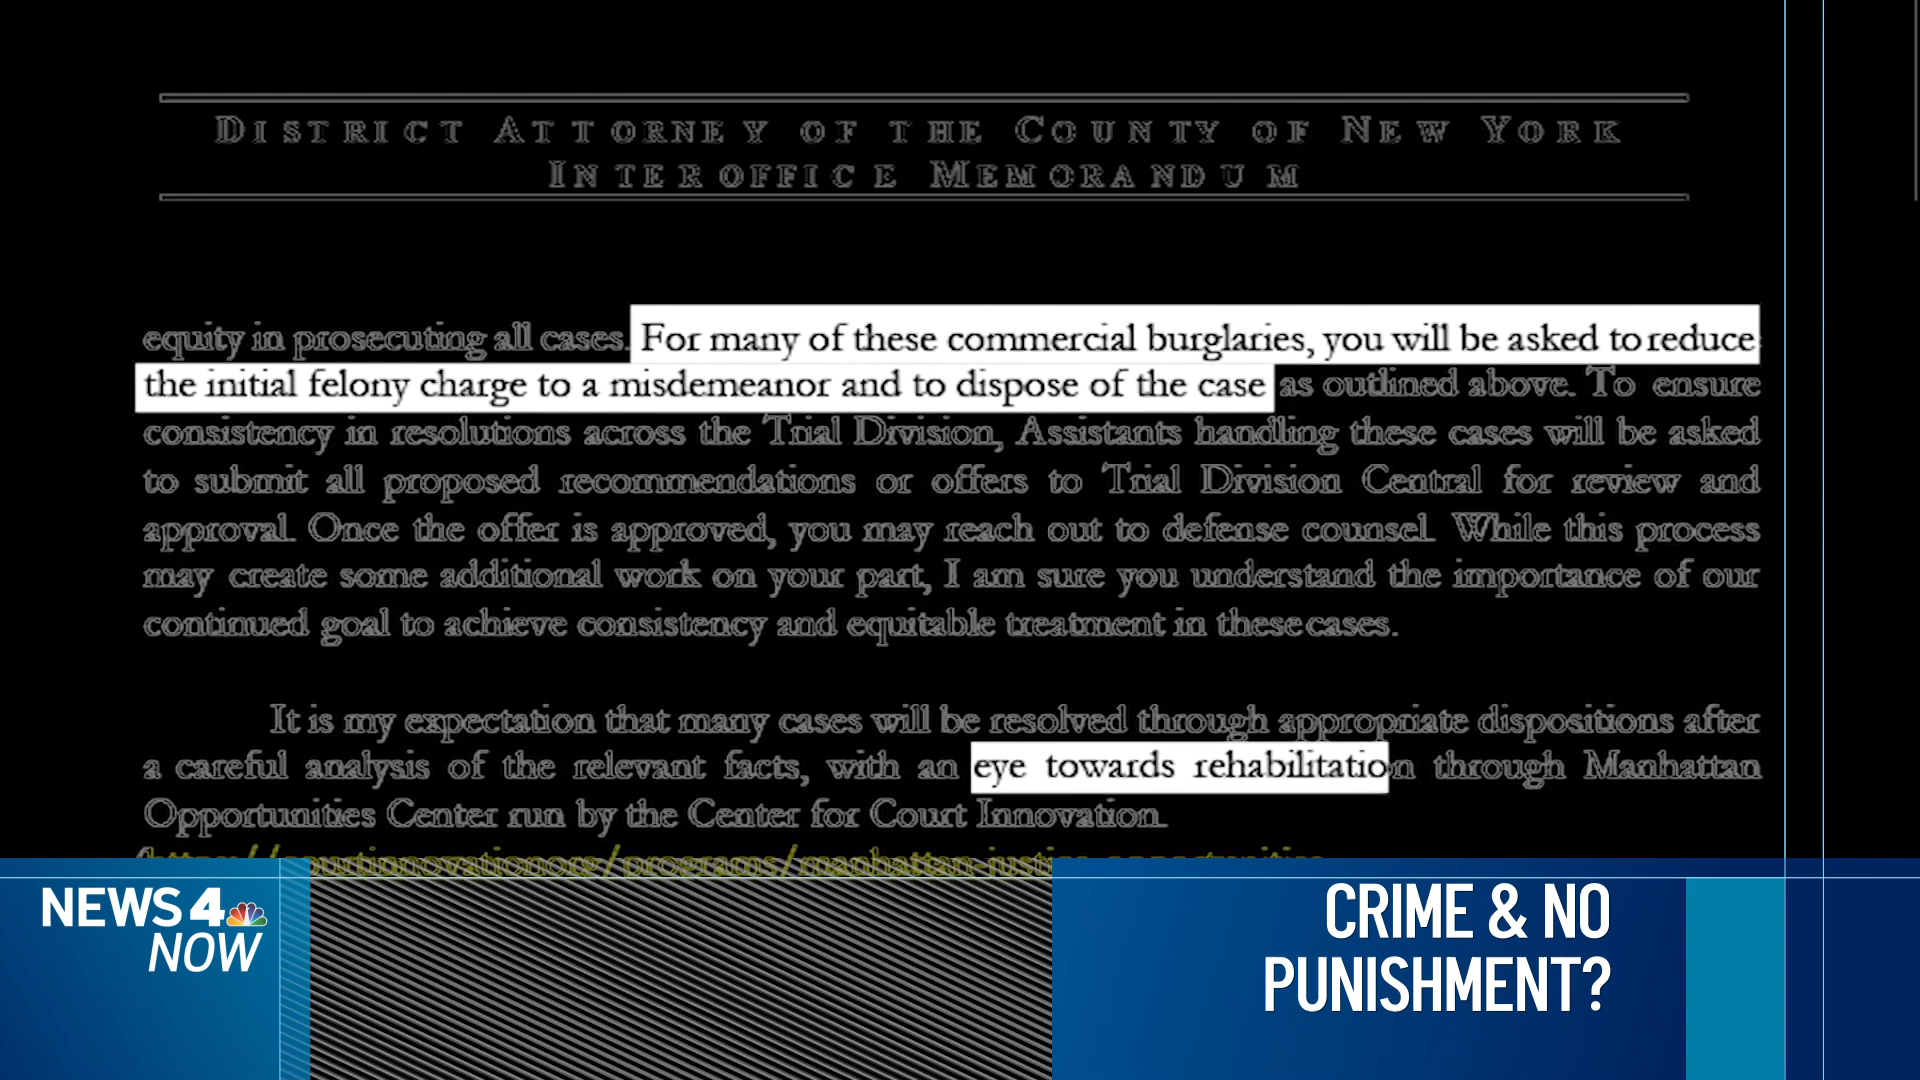 DISTRICT ATTORNEY OF THE COUNTY OF NEW YORK
INTEROFFICE MEMORANDUM
equity in prosecuting all cases. For many of these commercial burglaries, you will be asked to reduce
the initial felony charge to a misdemeanor and to dispose of the case as outlined above. To ensure
consistency in resolutions across the Trial Division, Assistants handling these cases will be asked
to submit all proposed recommendations or offers to Trial Division Central for review and
approval. Once the offer is approved, you may reach out to defense counsel. While this process
may create some additional work on your part, I am sure you understand the importance of our
continued goal to achieve consistency and equitable treatment in these cases.
It is my expectation that many cases will be resolved through appropriate dispositions after
a careful analysis of the relevant facts, with an eye towards rehabilitation through Manhattan
Opportunities Center run by the Center for Court Innovation.
NEWS 4
NOW
CRIME & NO
PUNISHMENT?